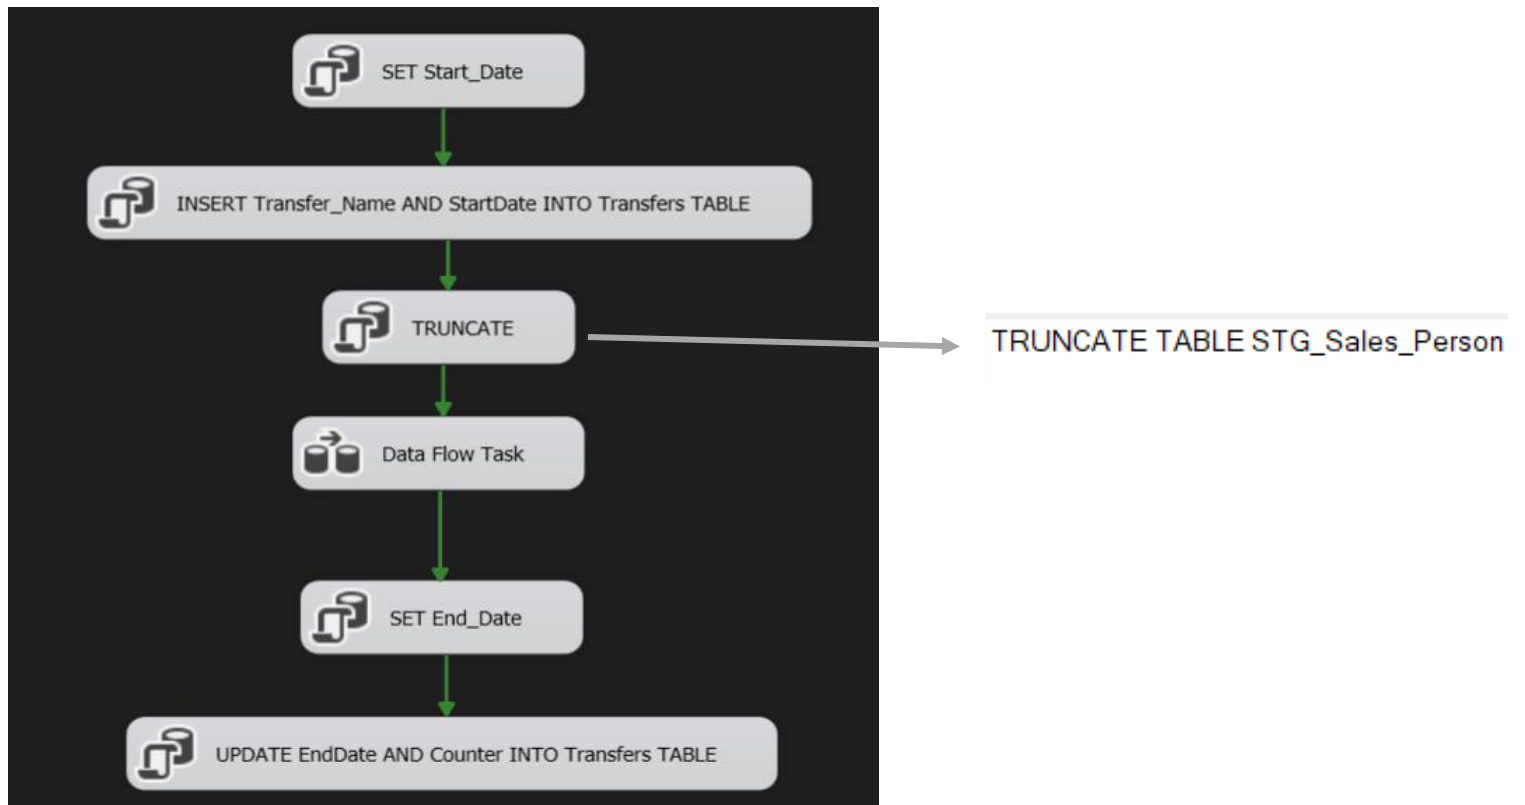 SET Start_Date
INSERT Transfer_Name AND StartDate INTO Transfers TABLE
TRUNCATE
TRUNCATE TABLE STG_Sales_Person
Data Flow Task
SET End_Date
UPDATE EndDate AND Counter INTO Transfers TABLE